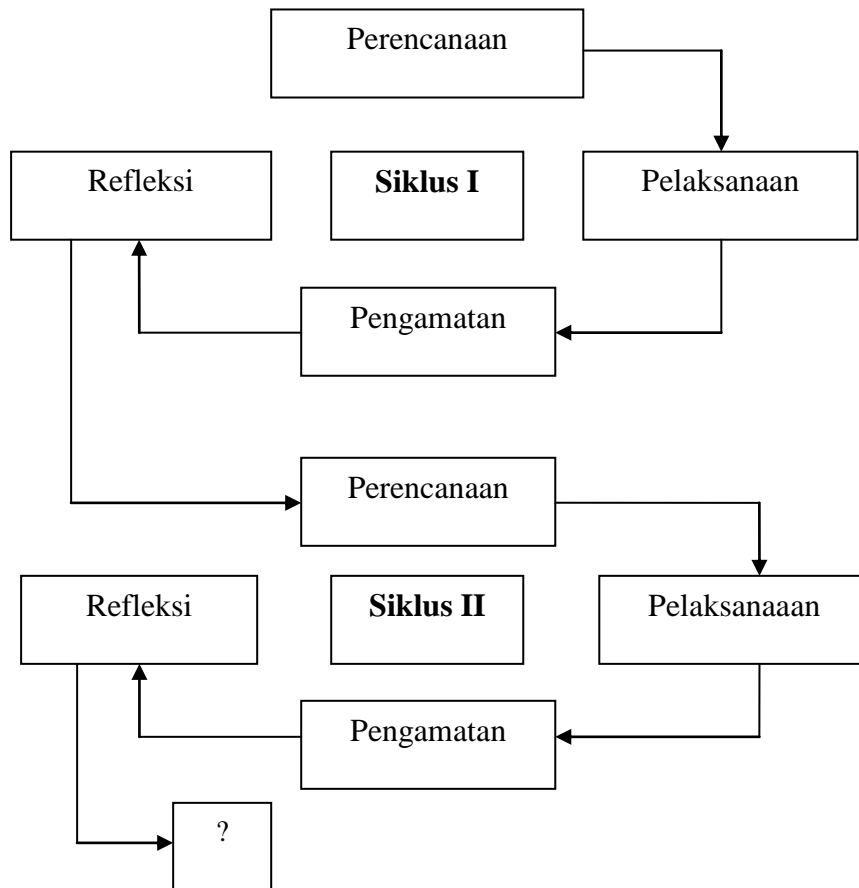 Perencanaan
Refleksi
Siklus I
Pelaksanaan
Pengamatan
Perencanaan
Refleksi
Siklus II
Pelaksanaaan
Pengamatan
?